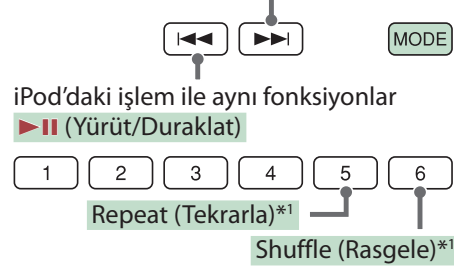 MODE
iPod'daki işlem ile aynı fonksiyonlar
(Yürüt/Duraklat)
1 2 3 4 5 6
Repeat (Tekrarla)*1
Shuffle (Rasgele)*1